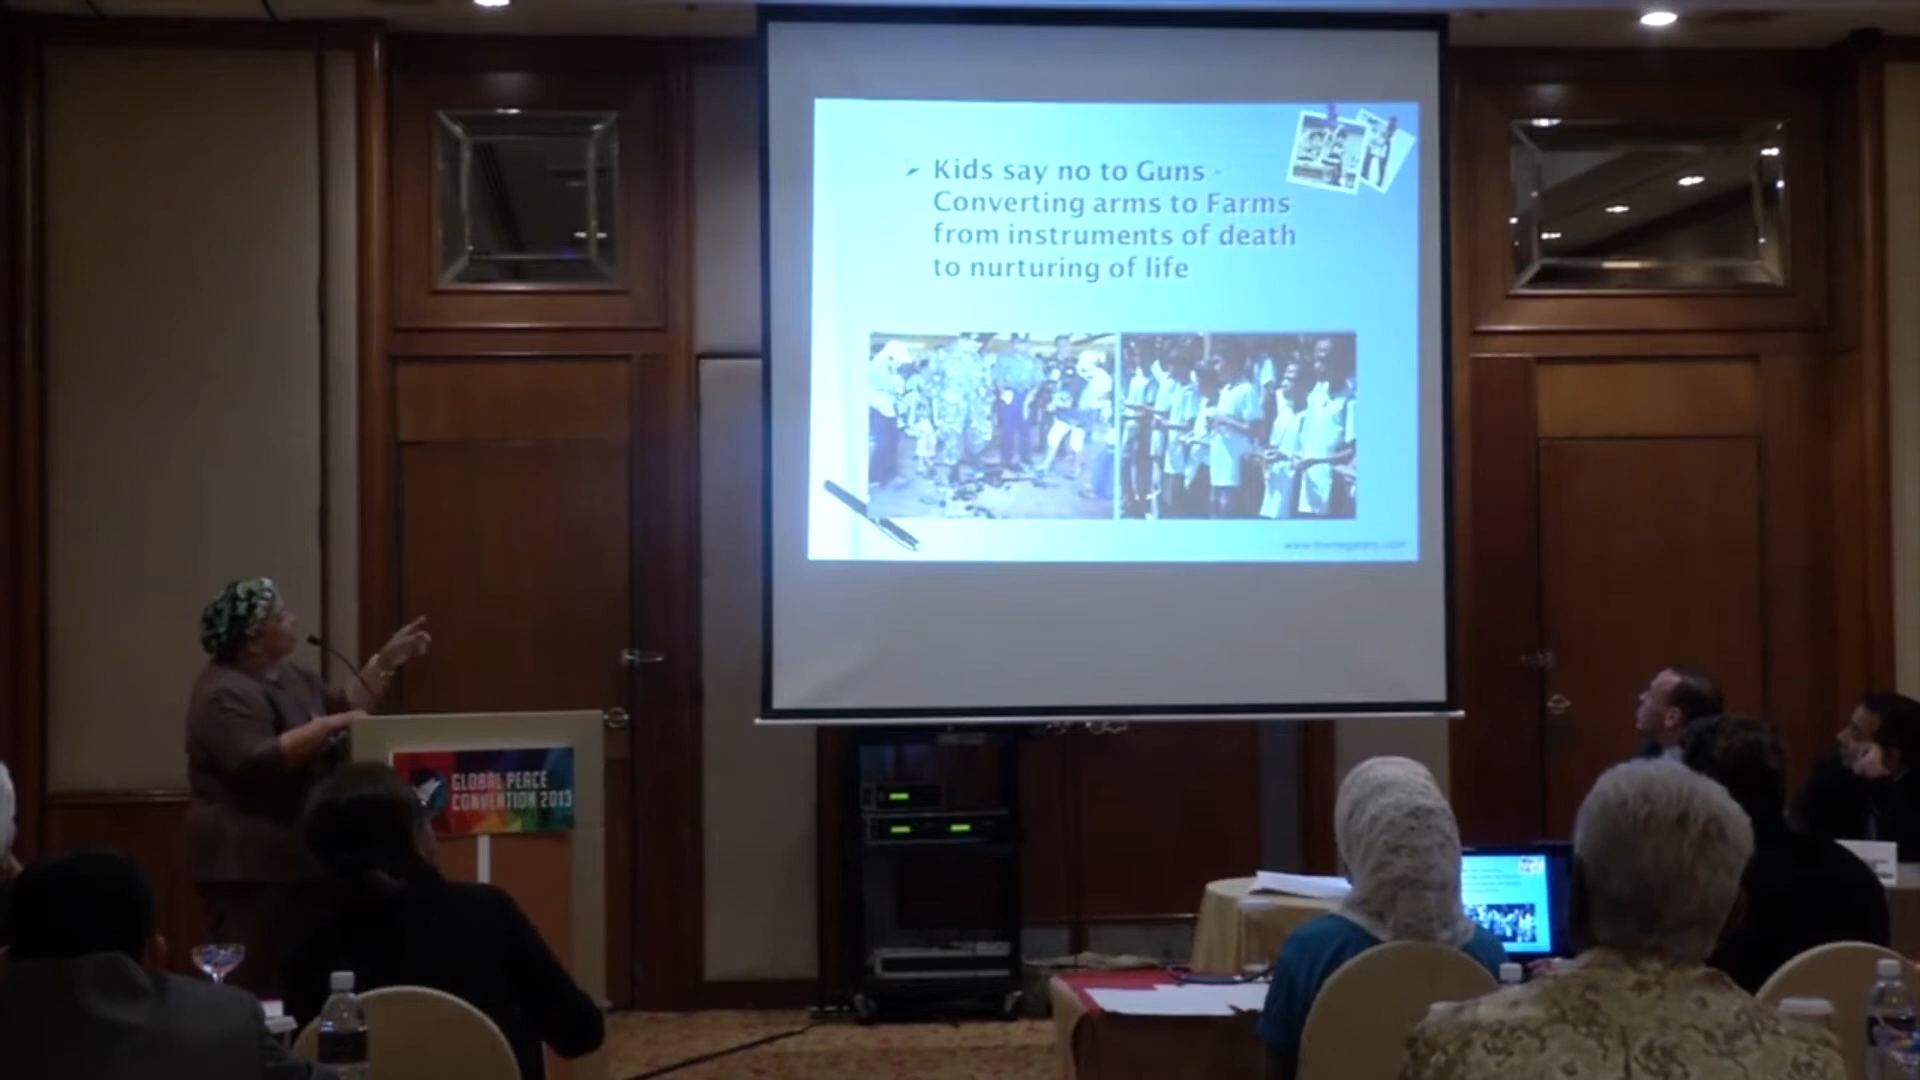 Kids say no to Guns -
Converting arms to Farms
from instruments of death
to nurturing of life
GLOBAL PEACE
CONVENTION 2013